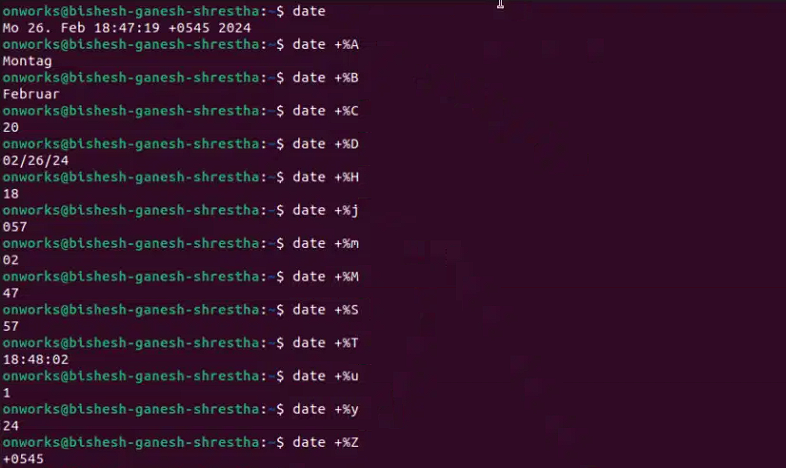 onworks@bishesh-ganesh-shrestha:~$ date
Mo 26. Feb 18:47:19 +0545 2024
onworks@bishesh-ganesh-shrestha:~$ date +%A
Montag
onworks@bishesh-ganesh-shrestha:~$ date +%B
Februar
onworks@bishesh-ganesh-shrestha:~$ date +%C
20
onworks@bishesh-ganesh-shrestha:~$ date +%D
02/26/24
onworks@bishesh-ganesh-shrestha:~$ date +%H
18
onworks@bishesh-ganesh-shrestha:~$ date +%j
057
onworks@bishesh-ganesh-shrestha:~$ date +%m
02
onworks@bishesh-ganesh-shrestha:~$ date +%M
47
onworks@bishesh-ganesh-shrestha:~$ date +%S
57
onworks@bishesh-ganesh-shrestha:~$ date +%T
18:48:02
onworks@bishesh-ganesh-shrestha:~$ date +%u
1
onworks@bishesh-ganesh-shrestha:~$ date +%y
24
onworks@bishesh-ganesh-shrestha:~$ date +%Z
+0545